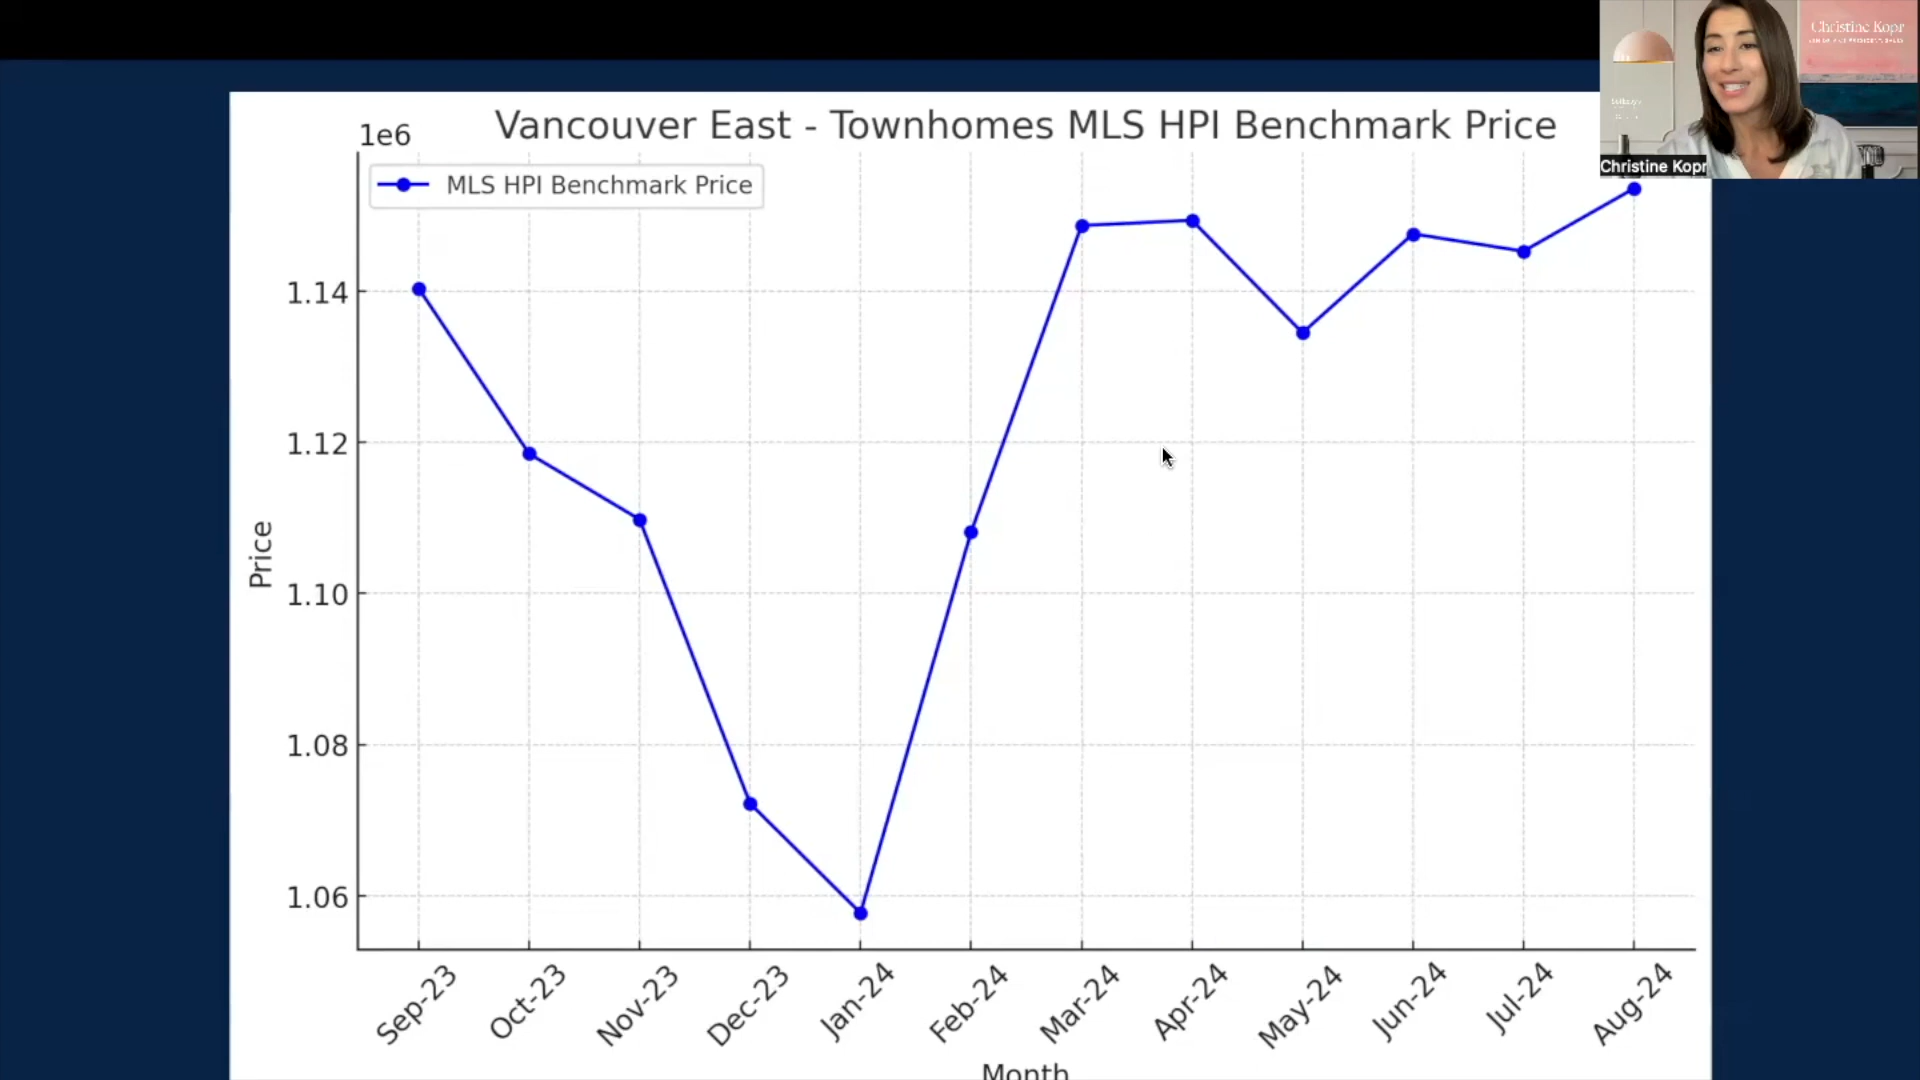 Vancouver East - Townhomes MLS HPI Benchmark Price
1e6
MLS HPI Benchmark Price
1.14
1.12
1.10
1.08
1.06
Price
Sep-23
Oct-23
Nov-23
Dec-23
Jan-24
Feb-24
Mar-24
Apr-24
May-24
Jun-24
Jul-24
Aug-24
Month
Christine Kopr
Christine Kopr